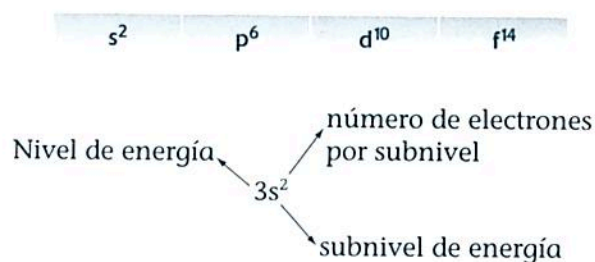 s² p⁶ d¹⁰ f¹⁴
número de electrones
Nivel de energía
por subnivel
3s²
subnivel de energía